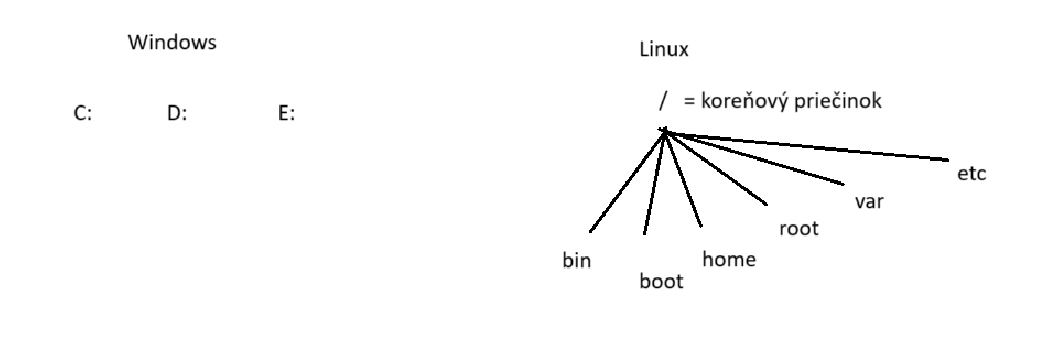 Windows
C: D: E:
Linux
/ = koreňový priečinok
etc
var
root
home
bin
boot